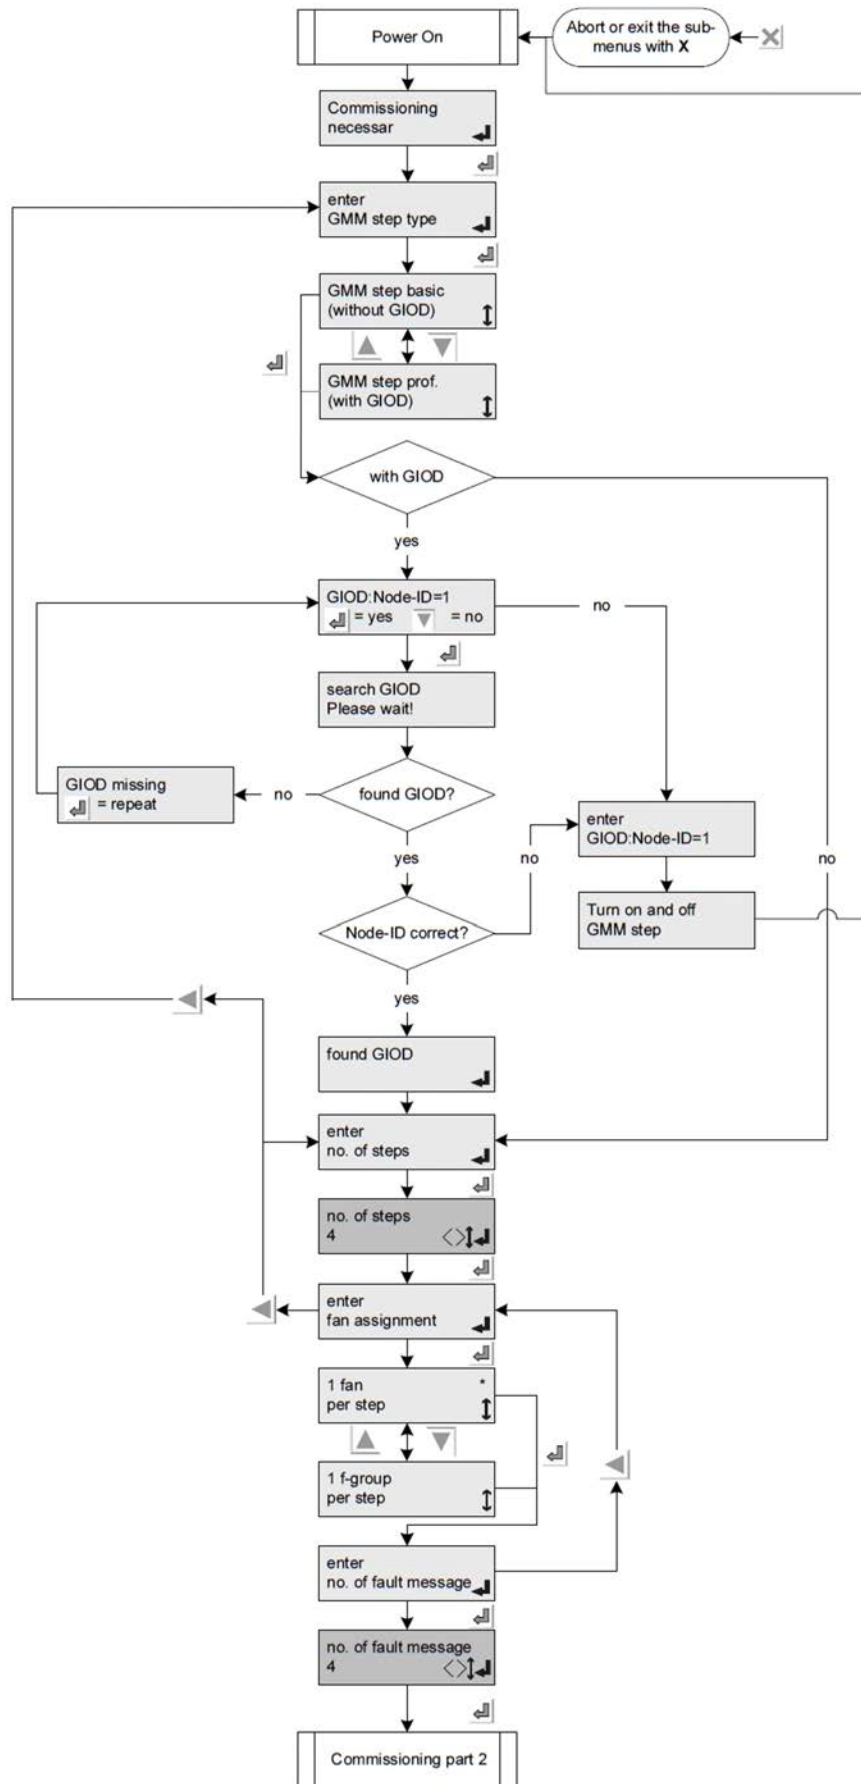 Power On
Abort or exit the sub-
menus with X
Commissioning
necessar
enter
GMM step type
GMM step basic
(without GIOD)
GMM step prof.
(with GIOD)
with GIOD
yes
GIOD:Node-ID=1
= yes = no
no
search GIOD
Please wait!
GIOD missing
= repeat
no
found GIOD?
enter
GIOD:Node-ID=1
yes
no
no
Turn on and off
GMM step
Node-ID correct?
yes
found GIOD
enter
no. of steps
no. of steps
4 <>
enter
fan assignment
1 fan *
per step
1 f-group
per step
enter
no. of fault message
no. of fault message
4 <>
Commissioning part 2